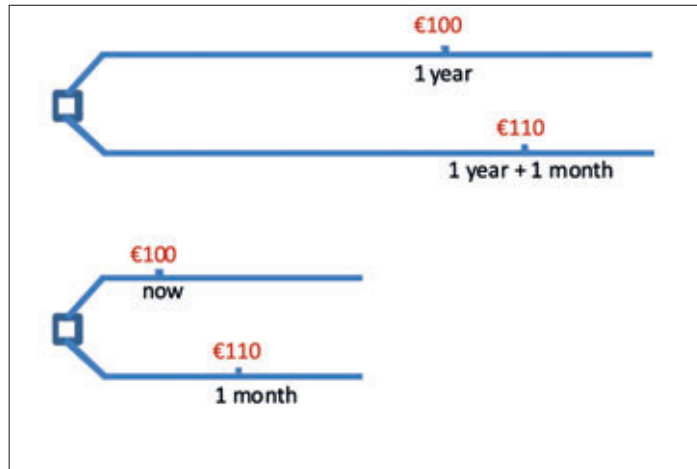 €100
1 year
€110
1 year + 1 month
€100
now
€110
1 month